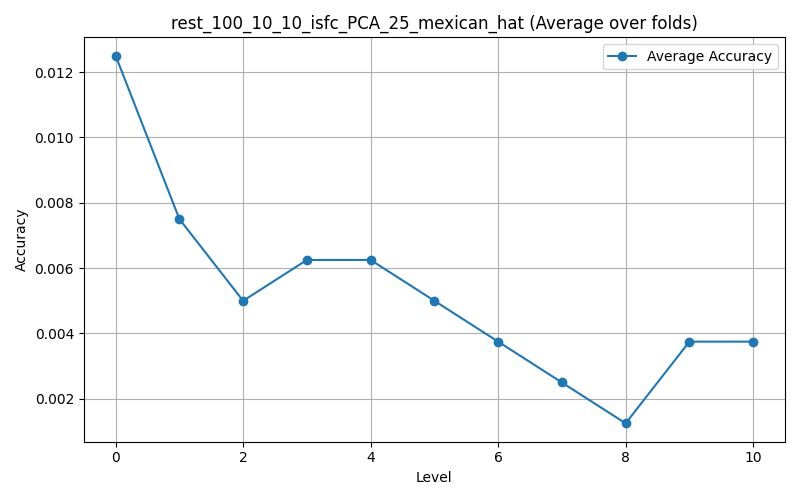 rest_100_10_10_isfc_PCA_25_mexican_hat (Average over folds)
Average Accuracy
Accuracy
0.012
0.010
0.008
0.006
0.004
0.002
0 2 4 6 8 10
Level